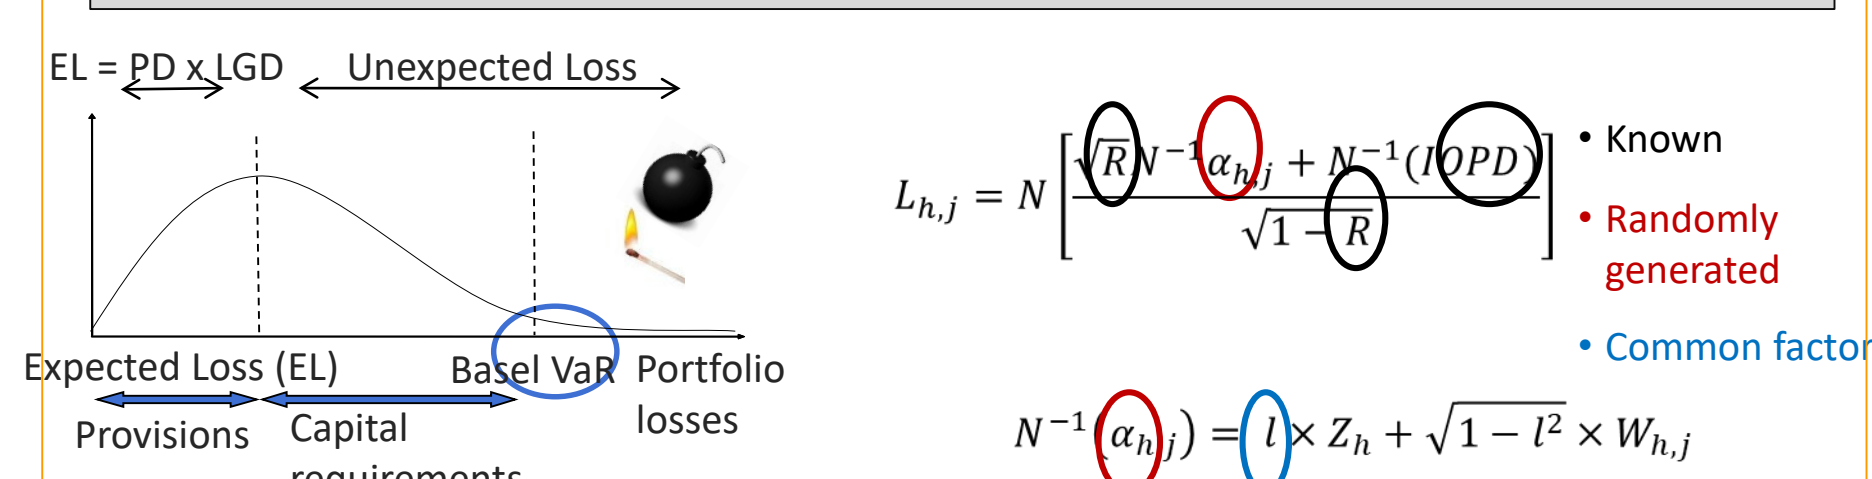 EL = PD x LGD
Unexpected Loss
Expected Loss (EL)
Basel VaR
Portfolio
losses
Provisions
Capital
requirements
L_{h,j} = N [ (√R N⁻¹ α_{h,j} + N⁻¹(IOPD)) / √(1 − R) ]
• Known
• Randomly
generated
• Common factor
N⁻¹(α_{h,j}) = l × Z_h + √(1 − l²) × W_{h,j}